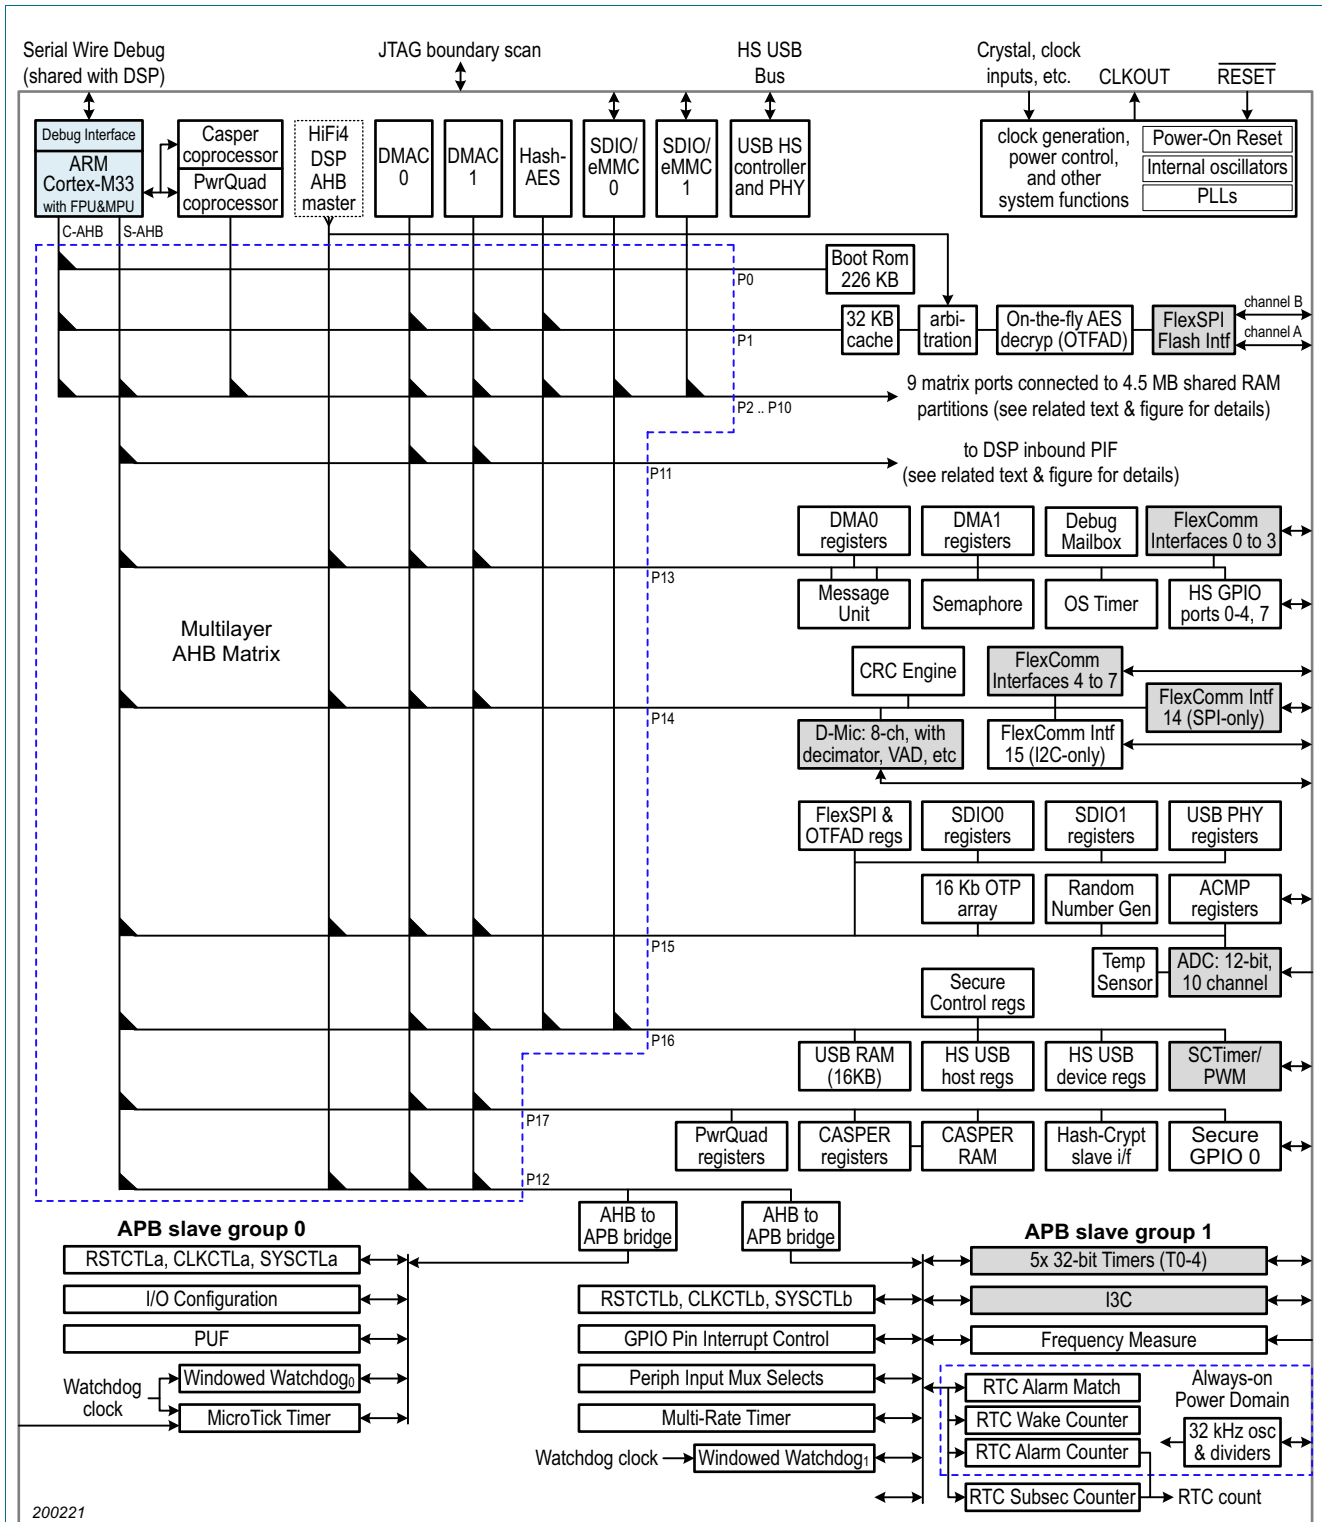 Serial Wire Debug
(shared with DSP)
JTAG boundary scan
HS USB
Bus
Crystal, clock
inputs, etc.
CLKOUT
RESET
Debug Interface
ARM
Cortex-M33
with FPU&MPU
Casper
coprocessor
PwrQuad
coprocessor
HiFi4
DSP
AHB
master
DMAC
0
DMAC
1
Hash-
AES
SDIO/
eMMC
0
SDIO/
eMMC
1
USB HS
controller
and PHY
clock generation,
power control,
and other
system functions
Power-On Reset
Internal oscillators
PLLs
C-AHB
S-AHB
Boot Rom
226 KB
P0
32 KB
cache
arbi-
tration
On-the-fly AES
decryp (OTFAD)
FlexSPI
Flash Intf
channel B
channel A
P1
9 matrix ports connected to 4.5 MB shared RAM
partitions (see related text & figure for details)
P2 .. P10
to DSP inbound PIF
(see related text & figure for details)
P11
DMA0
registers
DMA1
registers
Debug
Mailbox
FlexComm
Interfaces 0 to 3
P13
Message
Unit
Semaphore
OS Timer
HS GPIO
ports 0-4, 7
Multilayer
AHB Matrix
CRC Engine
FlexComm
Interfaces 4 to 7
FlexComm Intf
14 (SPI-only)
P14
D-Mic: 8-ch, with
decimator, VAD, etc
FlexComm Intf
15 (I2C-only)
FlexSPI &
OTFAD regs
SDIO0
registers
SDIO1
registers
USB PHY
registers
16 Kb OTP
array
Random
Number Gen
ACMP
registers
P15
Temp
Sensor
ADC: 12-bit,
10 channel
Secure
Control regs
P16
USB RAM
(16KB)
HS USB
host regs
HS USB
device regs
SCTimer/
PWM
P17
PwrQuad
registers
CASPER
registers
CASPER
RAM
Hash-Crypt
slave i/f
Secure
GPIO 0
P12
AHB to
APB bridge
AHB to
APB bridge
APB slave group 0
RSTCTLa, CLKCTLa, SYSCTLa
I/O Configuration
PUF
Windowed Watchdog0
MicroTick Timer
Watchdog
clock
RSTCTLb, CLKCTLb, SYSCTLb
GPIO Pin Interrupt Control
Periph Input Mux Selects
Multi-Rate Timer
Watchdog clock
Windowed Watchdog1
APB slave group 1
5x 32-bit Timers (T0-4)
I3C
Frequency Measure
RTC Alarm Match
RTC Wake Counter
RTC Alarm Counter
RTC Subsec Counter
Always-on
Power Domain
32 kHz osc
& dividers
RTC count
200221